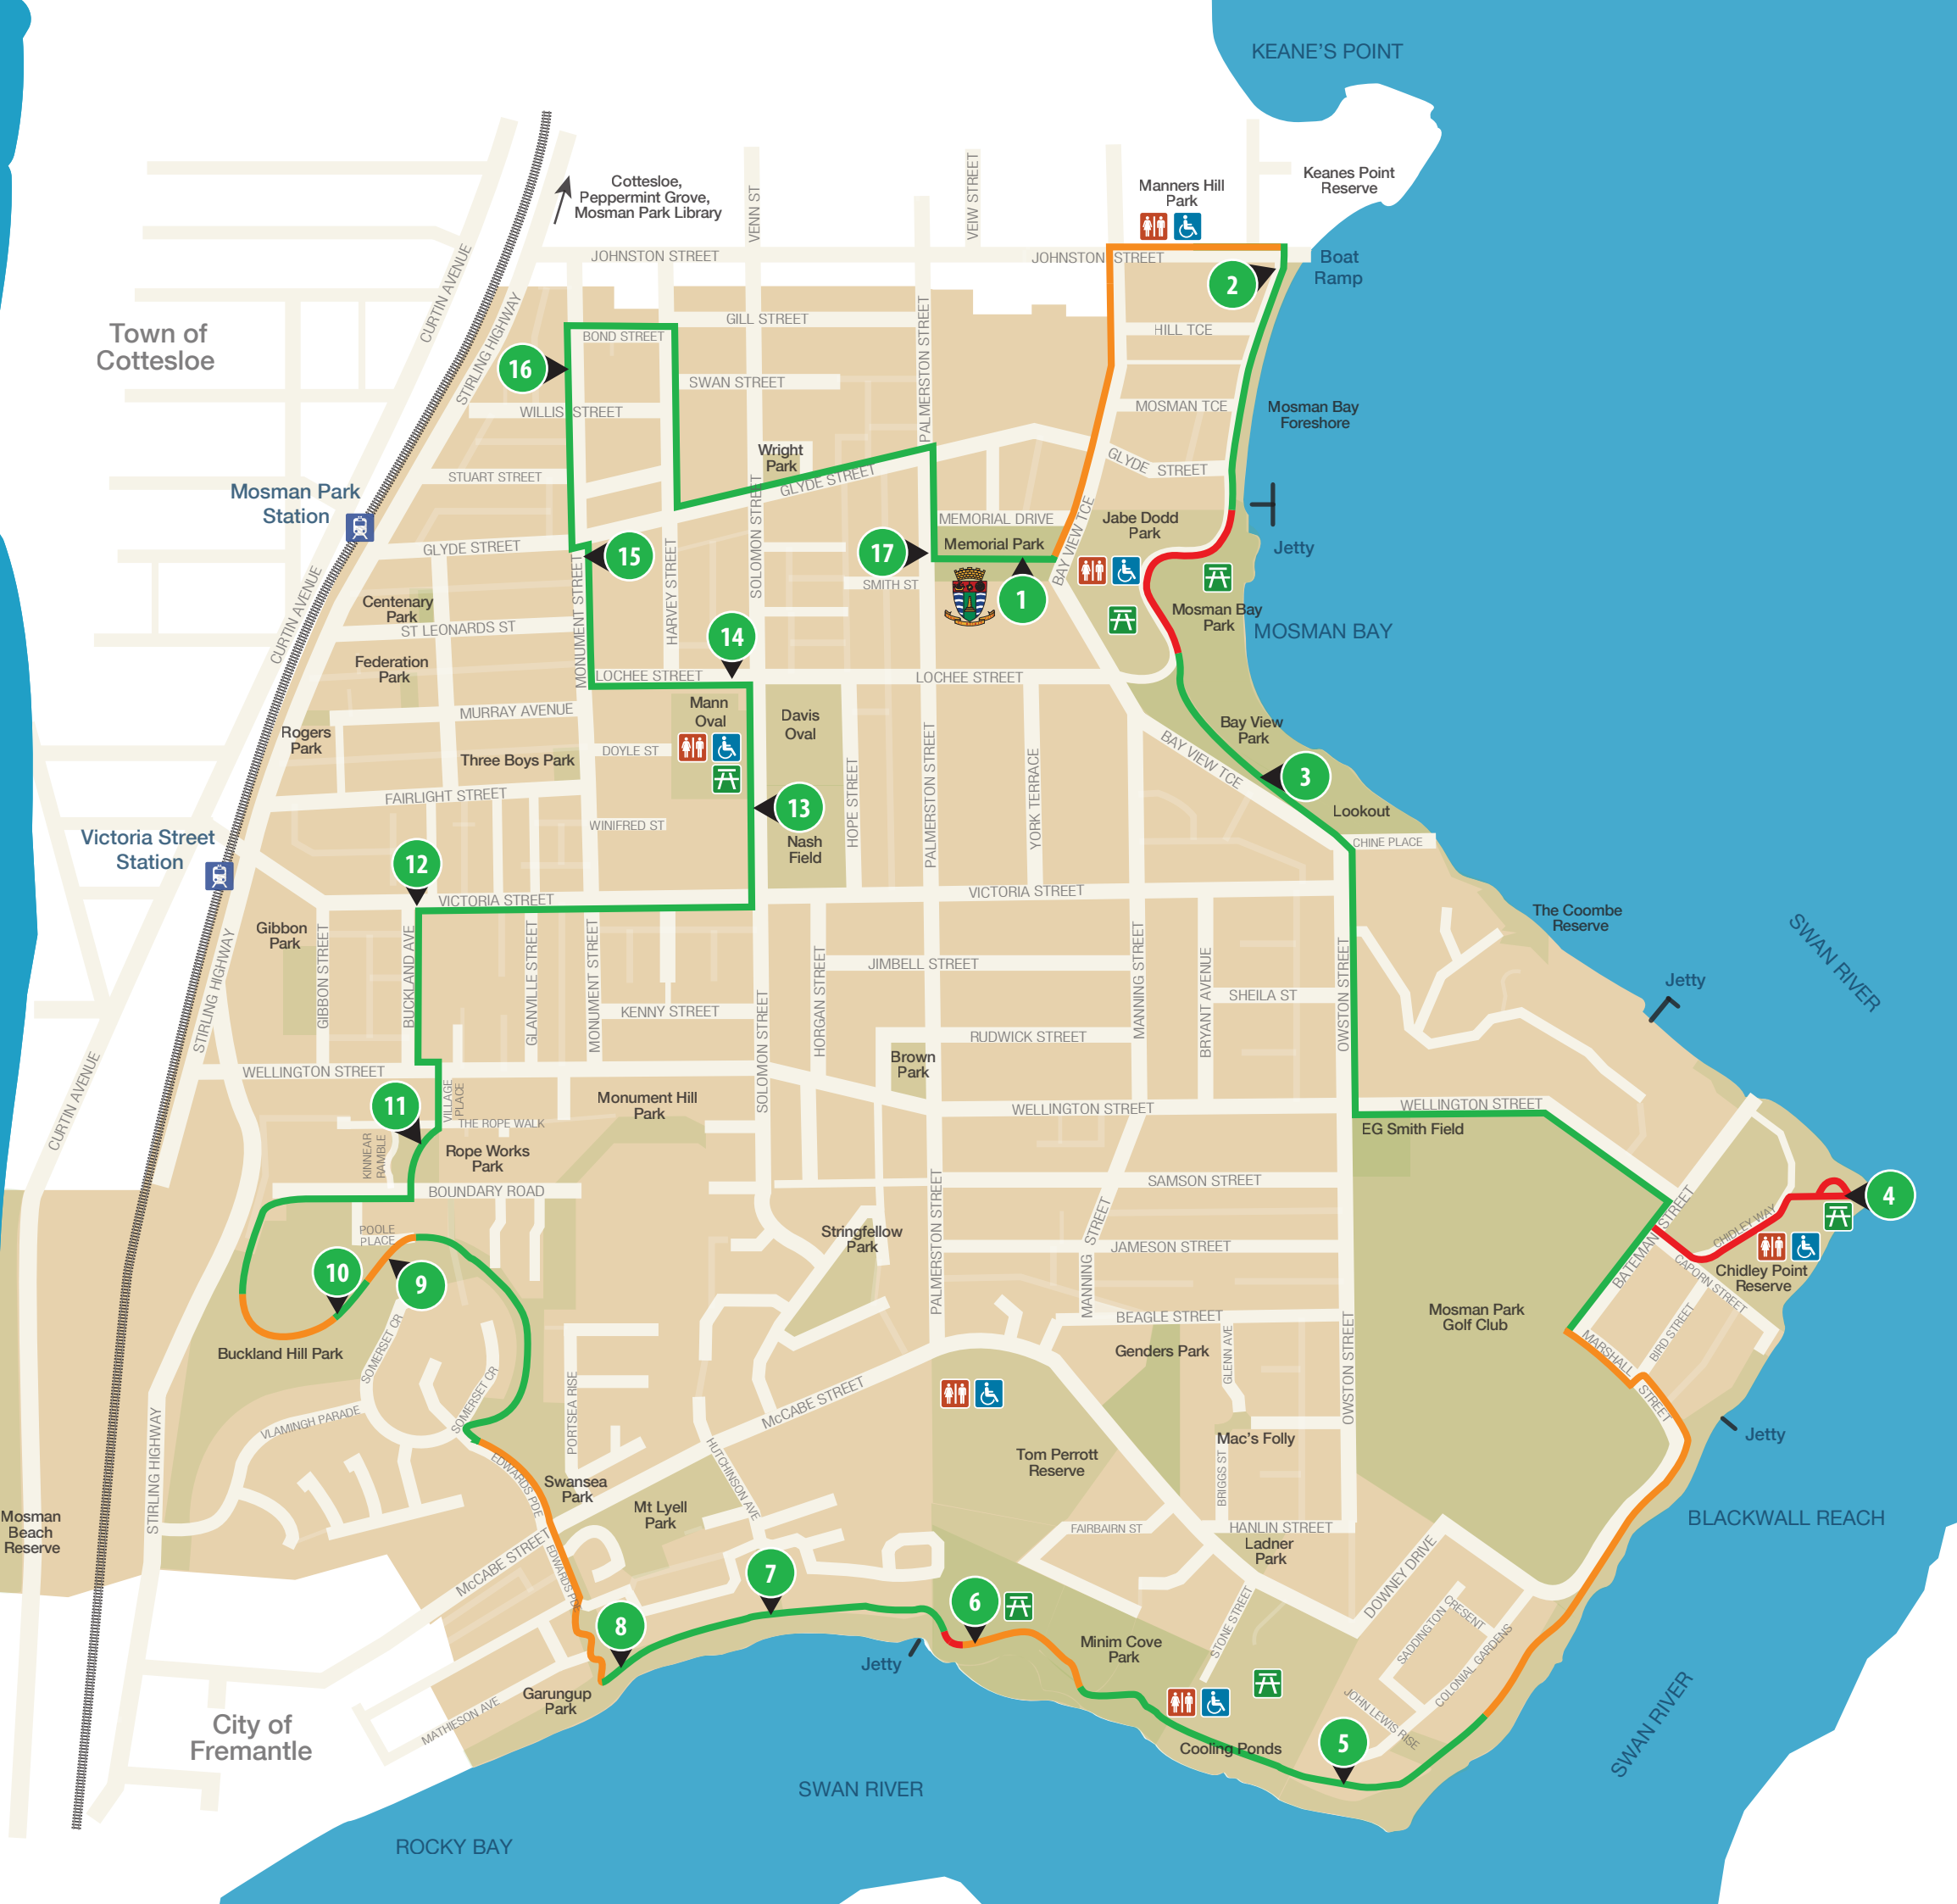 KEANE'S POINT
Keanes Point
Reserve
Manners Hill
Park
Cottesloe,
Peppermint Grove,
Mosman Park Library
VENN ST
VEIW STREET
JOHNSTON STREET
JOHNSTON STREET
Boat
Ramp
2
CURTIN AVENUE
STIRLING HIGHWAY
Town of
Cottesloe
GILL STREET
BOND STREET
PALMERSTON STREET
HILL TCE
16
SWAN STREET
WILLIS STREET
MOSMAN TCE
Mosman Bay
Foreshore
Wright
Park
GLYDE STREET
GLYDE STREET
STUART STREET
Mosman Park
Station
SOLOMON STREET
MEMORIAL DRIVE
BAY VIEW TCE
Jabe Dodd
Park
Jetty
GLYDE STREET
15
17
Memorial Park
SMITH ST
1
MONUMENT STREET
HARVEY STREET
Centenary
Park
ST LEONARDS ST
CURTIN AVENUE
14
Mosman Bay
Park
MOSMAN BAY
Federation
Park
LOCHEE STREET
LOCHEE STREET
Mann
Oval
Davis
Oval
MURRAY AVENUE
Rogers
Park
Three Boys Park
DOYLE ST
Bay View
Park
BAY VIEW TCE
3
Lookout
FAIRLIGHT STREET
WINIFRED ST
13
Nash
Field
HOPE STREET
PALMERSTON STREET
YORK TERRACE
CHINE PLACE
Victoria Street
Station
12
VICTORIA STREET
VICTORIA STREET
The Coombe
Reserve
SWAN RIVER
Gibbon
Park
GIBBON STREET
BUCKLAND AVE
GLANVILLE STREET
MONUMENT STREET
STIRLING HIGHWAY
JIMBELL STREET
HORGAN STREET
MANNING STREET
BRYANT AVENUE
SHEILA ST
OWSTON STREET
Jetty
KENNY STREET
SOLOMON STREET
RUDWICK STREET
Brown
Park
WELLINGTON STREET
CURTIN AVENUE
11
VILLAGE
PLACE
THE ROPE WALK
Monument Hill
Park
WELLINGTON STREET
WELLINGTON STREET
EG Smith Field
KINNEAR
RAMBLE
Rope Works
Park
BOUNDARY ROAD
SAMSON STREET
4
POOLE
PLACE
Stringfellow
Park
PALMERSTON STREET
MANNING STREET
JAMESON STREET
BATEMAN STREET
CHIDLEY WAY
CAPORN STREET
Chidley Point
Reserve
10
9
Buckland Hill Park
SOMERSET CR
BEAGLE STREET
Mosman Park
Golf Club
Genders Park
GLENN AVE
OWSTON STREET
MARSHALL STREET
BIRD STREET
SOMERSET CR
PORTSEA RISE
McCABE STREET
VLAMINGH PARADE
STIRLING HIGHWAY
HUTCHINSON AVE
Mac's Folly
Jetty
Tom Perrott
Reserve
BRIGGS ST
EDWARDS PDE
Swansea
Park
Mt Lyell
Park
Mosman
Beach
Reserve
BLACKWALL REACH
FAIRBAIRN ST
HANLIN STREET
Ladner
Park
McCABE STREET
EDWARDS PDE
DOWNEY DRIVE
7
6
8
STONE STREET
SADDINGTON CRESENT
COLONIAL GARDENS
Minim Cove
Park
Jetty
Garungup
Park
MATHIESON AVE
City of
Fremantle
JOHN LEWIS RISE
5
Cooling Ponds
SWAN RIVER
SWAN RIVER
ROCKY BAY